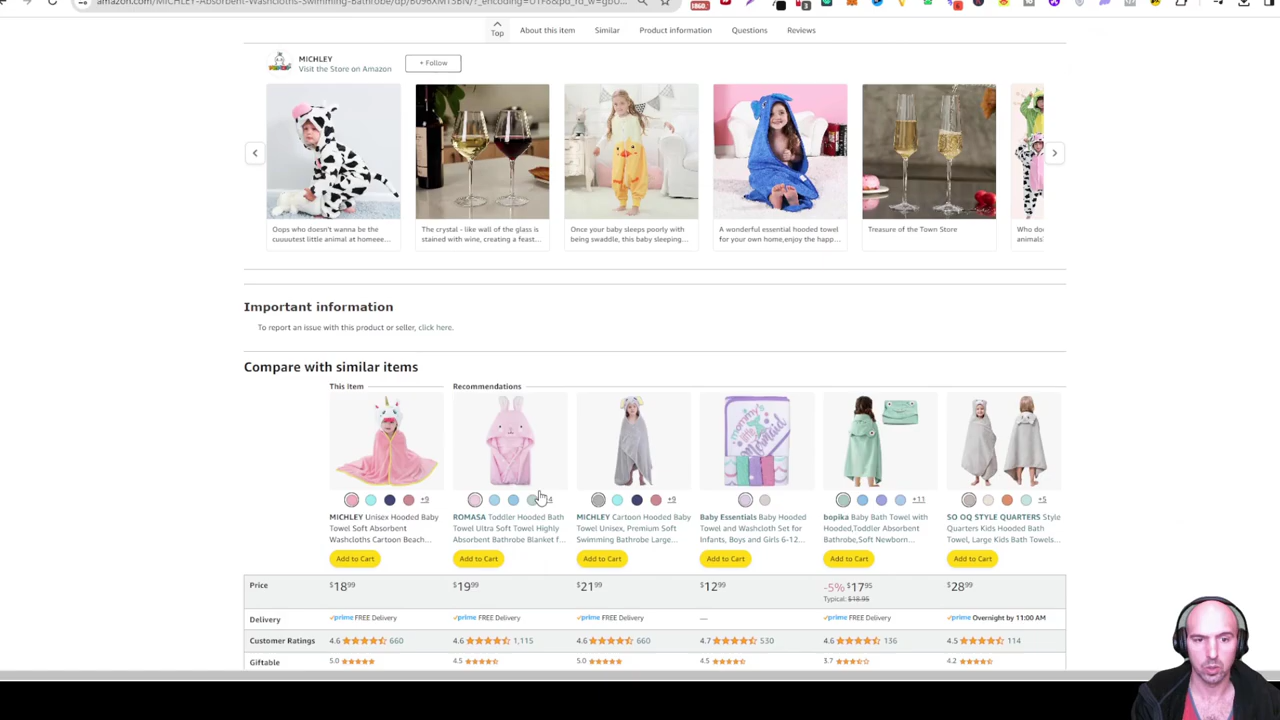 Top
About this item
Similar
Product information
Questions
Reviews
MICHLEY
Visit the Store on Amazon
+ Follow
Oops who doesn't wanna be the
cuuuutest little animal at homeee...
The crystal - like wall of the glass is
stained with wine, creating a feast...
Once your baby sleeps poorly with
being swaddle, this baby sleeping...
A wonderful essential hooded towel
for your own home,enjoy the happ...
Treasure of the Town Store
Important information
To report an issue with this product or seller, click here.
Compare with similar items
This item
Recommendations
mommy's
little
mermaid
+9
+9
+11
+5
MICHLEY Unisex Hooded Baby
Towel Soft Absorbent
Washcloths Cartoon Beach...
ROMASA Toddler Hooded Bath
Towel Ultra Soft Towel Highly
Absorbent Bathrobe Blanket f...
MICHLEY Cartoon Hooded Baby
Towel Unisex, Premium Soft
Swimming Bathrobe Large...
Baby Essentials Baby Hooded
Towel and Washcloth Set for
Infants, Boys and Girls 6-12...
bopika Baby Bath Towel with
Hooded,Toddler Absorbent
Bathrobe,Soft Newborn...
SO OQ STYLE QUARTERS Style
Quarters Kids Hooded Bath
Towel, Large Kids Bath Towels...
Add to Cart
Add to Cart
Add to Cart
Add to Cart
Add to Cart
Add to Cart
Price
$18.99
$19.99
$21.99
$12.99
-5% $17.95
Typical: $18.95
$28.99
Delivery
prime FREE Delivery
prime FREE Delivery
prime FREE Delivery
—
prime FREE Delivery
prime Overnight by 11:00 AM
Customer Ratings
4.6 660
4.6 1,115
4.6 660
4.7 530
4.6 136
4.5 114
Giftable
5.0
4.5
5.0
4.5
3.7
4.2